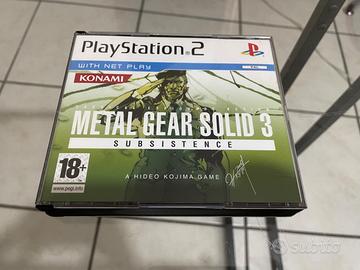 PlayStation 2
WITH NET PLAY
PAL
KONAMI
METAL GEAR SOLID 3
SUBSISTENCE
18+
www.pegi.info
A HIDEO KOJIMA GAME
subito